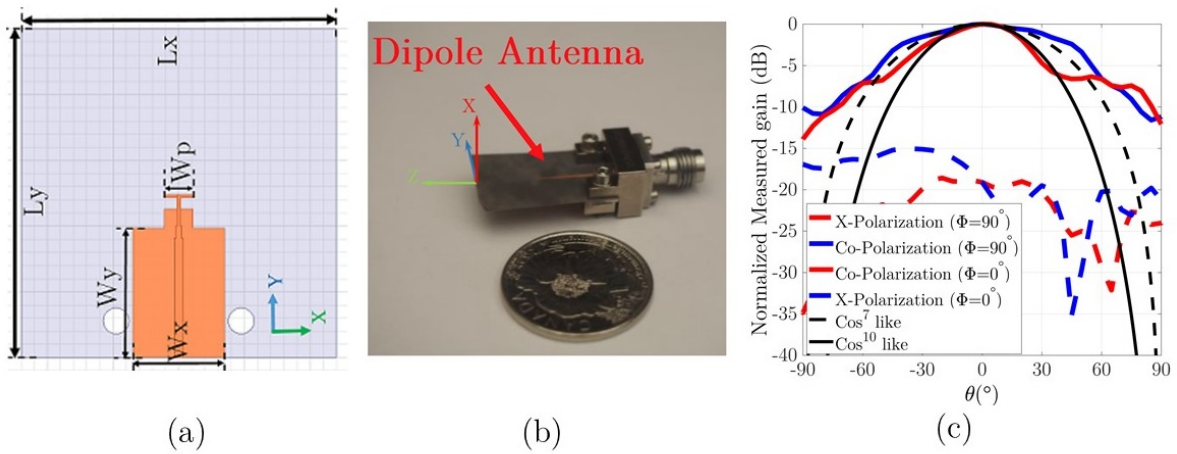 Lx
Ly
Wp
Wy
Wx
Y
X
(a)
Dipole Antenna
X
Y
Z
CANADA
(b)
Normalized Measured gain (dB)
0
-5
-10
-15
-20
-25
-30
-35
-40
X-Polarization (Φ=90°)
Co-Polarization (Φ=90°)
Co-Polarization (Φ=0°)
X-Polarization (Φ=0°)
Cos⁷ like
Cos¹⁰ like
-90 -60 -30 0 30 60 90
θ(°)
(c)